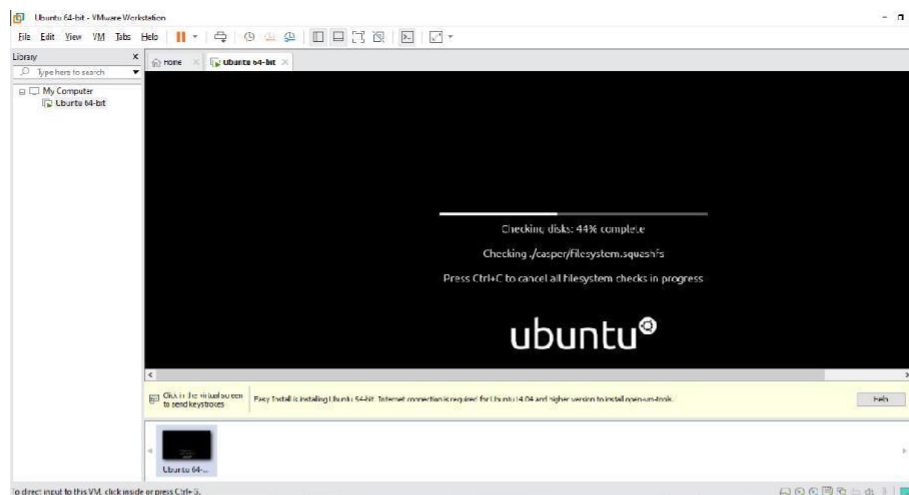 Ubuntu 64-bit - VMware Workstation
File Edit View VM Tabs Help
Library
Home
Ubuntu 64-bit
Type here to search
My Computer
Ubuntu 64-bit
Checking disks: 44% complete
Checking ./casper/filesystem.squashfs
Press Ctrl+C to cancel all filesystem checks in progress
ubuntu
Click in the virtual screen
to send keystrokes
Easy Install is installing Ubuntu 64-bit. Internet connection is required for Ubuntu 14.04 and higher version to install open-vm-tools.
Help
Ubuntu 64-...
To direct input to this VM, click inside or press Ctrl+G.